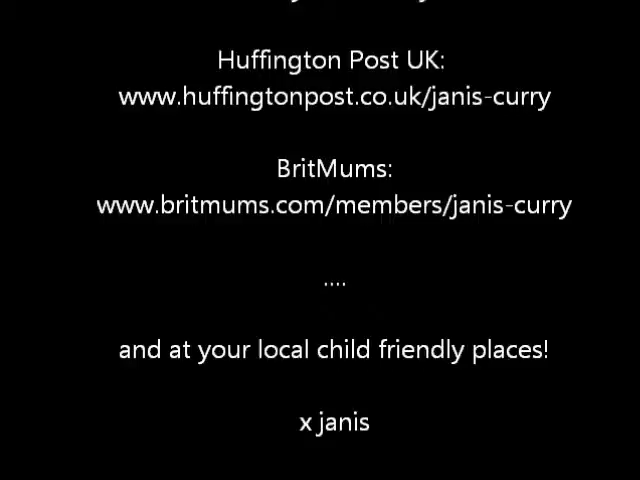 Huffington Post UK:
www.huffingtonpost.co.uk/janis-curry
BritMums:
www.britmums.com/members/janis-curry
....
and at your local child friendly places!
x janis